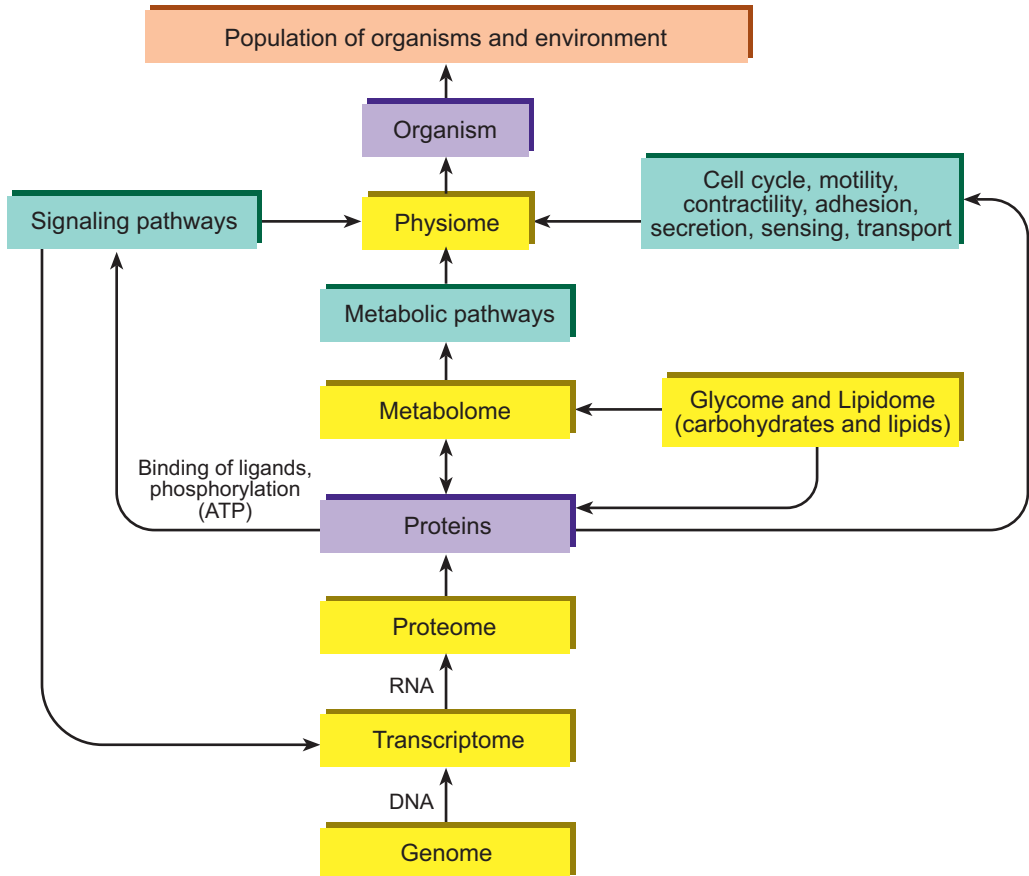 Population of organisms and environment
Organism
Signaling pathways
Physiome
Cell cycle, motility,
contractility, adhesion,
secretion, sensing, transport
Metabolic pathways
Metabolome
Glycome and Lipidome
(carbohydrates and lipids)
Binding of ligands,
phosphorylation
(ATP)
Proteins
Proteome
RNA
Transcriptome
DNA
Genome